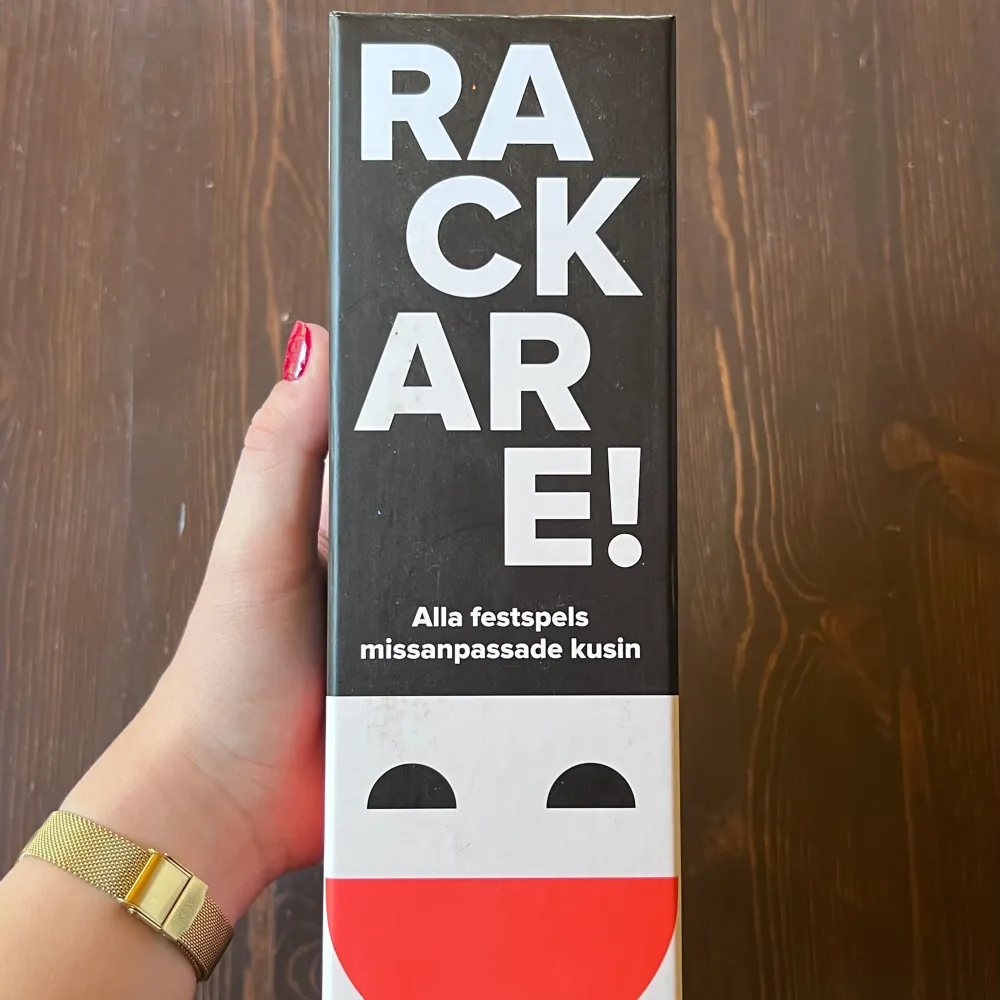 RA
CK
AR
E!
Alla festspels
missanpassade kusin